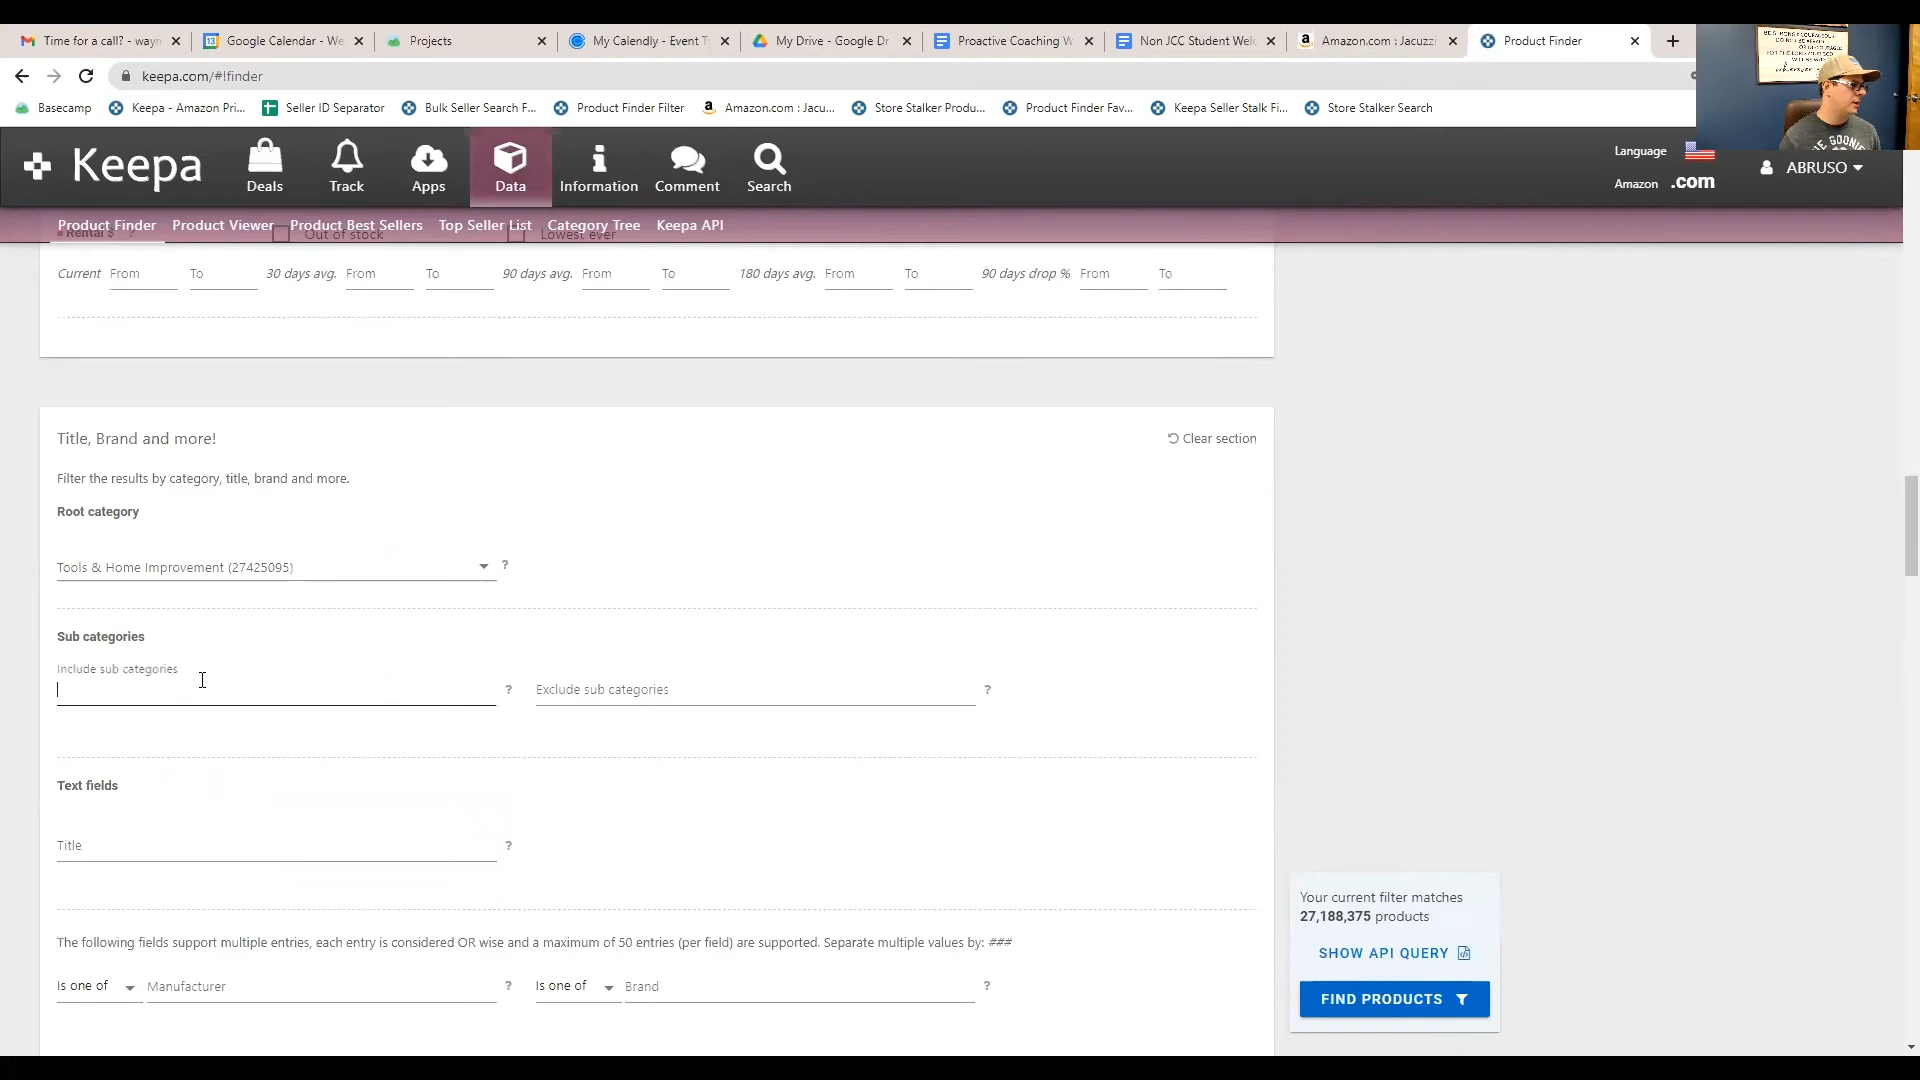 Time for a call? - wayn
Google Calendar - We
Projects
My Calendly - Event T
My Drive - Google Dr
Proactive Coaching W
Non JCC Student Welc
Amazon.com : Jacuzz
Product Finder
keepa.com/#!finder
Basecamp
Keepa - Amazon Pri...
Seller ID Separator
Bulk Seller Search F...
Product Finder Filter
Amazon.com : Jacu...
Store Stalker Produ...
Product Finder Fav...
Keepa Seller Stalk Fi...
Store Stalker Search
Keepa
Deals
Track
Apps
Data
Information
Comment
Search
Language
Amazon .com
ABRUSO
Product Finder Product Viewer Product Best Sellers Top Seller List Category Tree Keepa API
Rental $ ? Out of stock Lowest ever
Current From To 30 days avg. From To 90 days avg. From To 180 days avg. From To 90 days drop % From To
Title, Brand and more!
Clear section
Filter the results by category, title, brand and more.
Root category
Tools & Home Improvement (27425095) ?
Sub categories
Include sub categories
? Exclude sub categories ?
Text fields
Title ?
The following fields support multiple entries, each entry is considered OR wise and a maximum of 50 entries (per field) are supported. Separate multiple values by: ###
Is one of Manufacturer ? Is one of Brand ?
Your current filter matches
27,188,375 products
SHOW API QUERY
FIND PRODUCTS